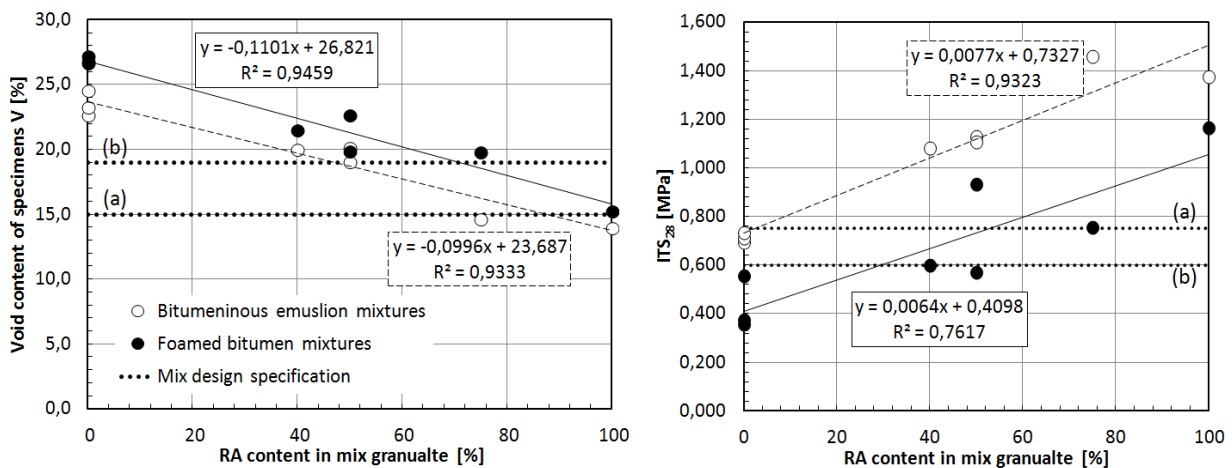 Void content of specimens V [%]
30,0
25,0
20,0
15,0
10,0
5,0
0,0
y = -0,1101x + 26,821
R² = 0,9459
(b)
(a)
y = -0,0996x + 23,687
R² = 0,9333
Bitumeninous emuslion mixtures
Foamed bitumen mixtures
Mix design specification
0 20 40 60 80 100
RA content in mix granualte [%]
ITS28 [MPa]
1,600
1,400
1,200
1,000
0,800
0,600
0,400
0,200
0,000
y = 0,0077x + 0,7327
R² = 0,9323
(a)
(b)
y = 0,0064x + 0,4098
R² = 0,7617
0 20 40 60 80 100
RA content in mix granualte [%]